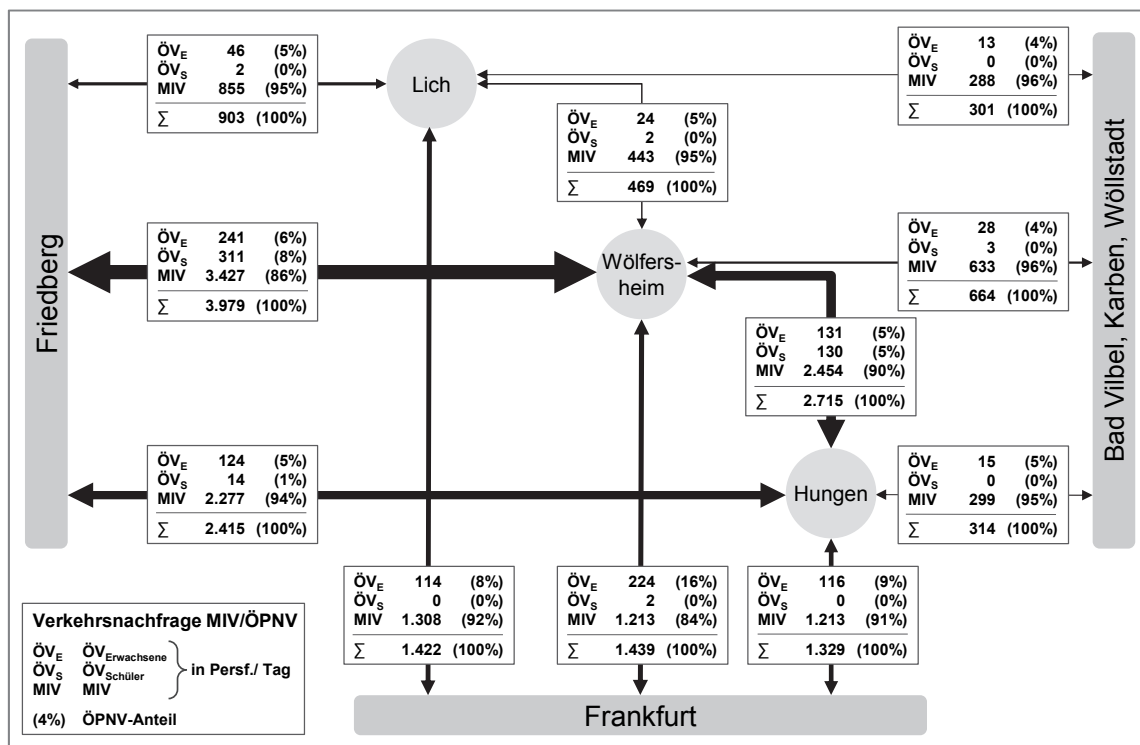 ÖVE 46 (5%)
ÖVS 2 (0%)
MIV 855 (95%)
∑ 903 (100%)
Lich
ÖVE 13 (4%)
ÖVS 0 (0%)
MIV 288 (96%)
∑ 301 (100%)
ÖVE 24 (5%)
ÖVS 2 (0%)
MIV 443 (95%)
∑ 469 (100%)
Friedberg
ÖVE 241 (6%)
ÖVS 311 (8%)
MIV 3.427 (86%)
∑ 3.979 (100%)
Wölfers-
heim
ÖVE 28 (4%)
ÖVS 3 (0%)
MIV 633 (96%)
∑ 664 (100%)
Bad Vilbel, Karben, Wöllstadt
ÖVE 131 (5%)
ÖVS 130 (5%)
MIV 2.454 (90%)
∑ 2.715 (100%)
ÖVE 124 (5%)
ÖVS 14 (1%)
MIV 2.277 (94%)
∑ 2.415 (100%)
Hungen
ÖVE 15 (5%)
ÖVS 0 (0%)
MIV 299 (95%)
∑ 314 (100%)
ÖVE 114 (8%)
ÖVS 0 (0%)
MIV 1.308 (92%)
∑ 1.422 (100%)
ÖVE 224 (16%)
ÖVS 2 (0%)
MIV 1.213 (84%)
∑ 1.439 (100%)
ÖVE 116 (9%)
ÖVS 0 (0%)
MIV 1.213 (91%)
∑ 1.329 (100%)
Verkehrsnachfrage MIV/ÖPNV
ÖVE ÖVErwachsene
ÖVS ÖVSchüler in Persf./ Tag
MIV MIV
(4%) ÖPNV-Anteil
Frankfurt